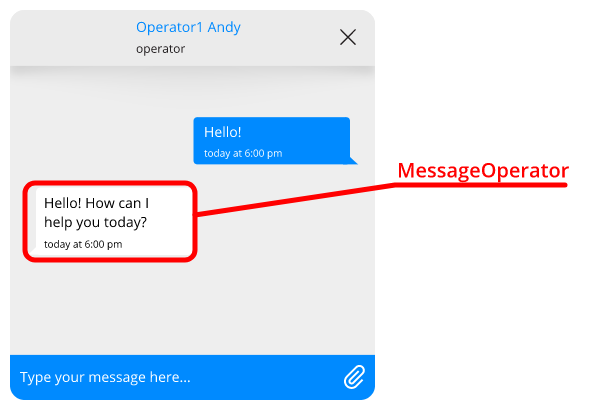 Operator1 Andy
operator
Hello!
today at 6:00 pm
MessageOperator
Hello! How can I
help you today?
today at 6:00 pm
Type your message here...